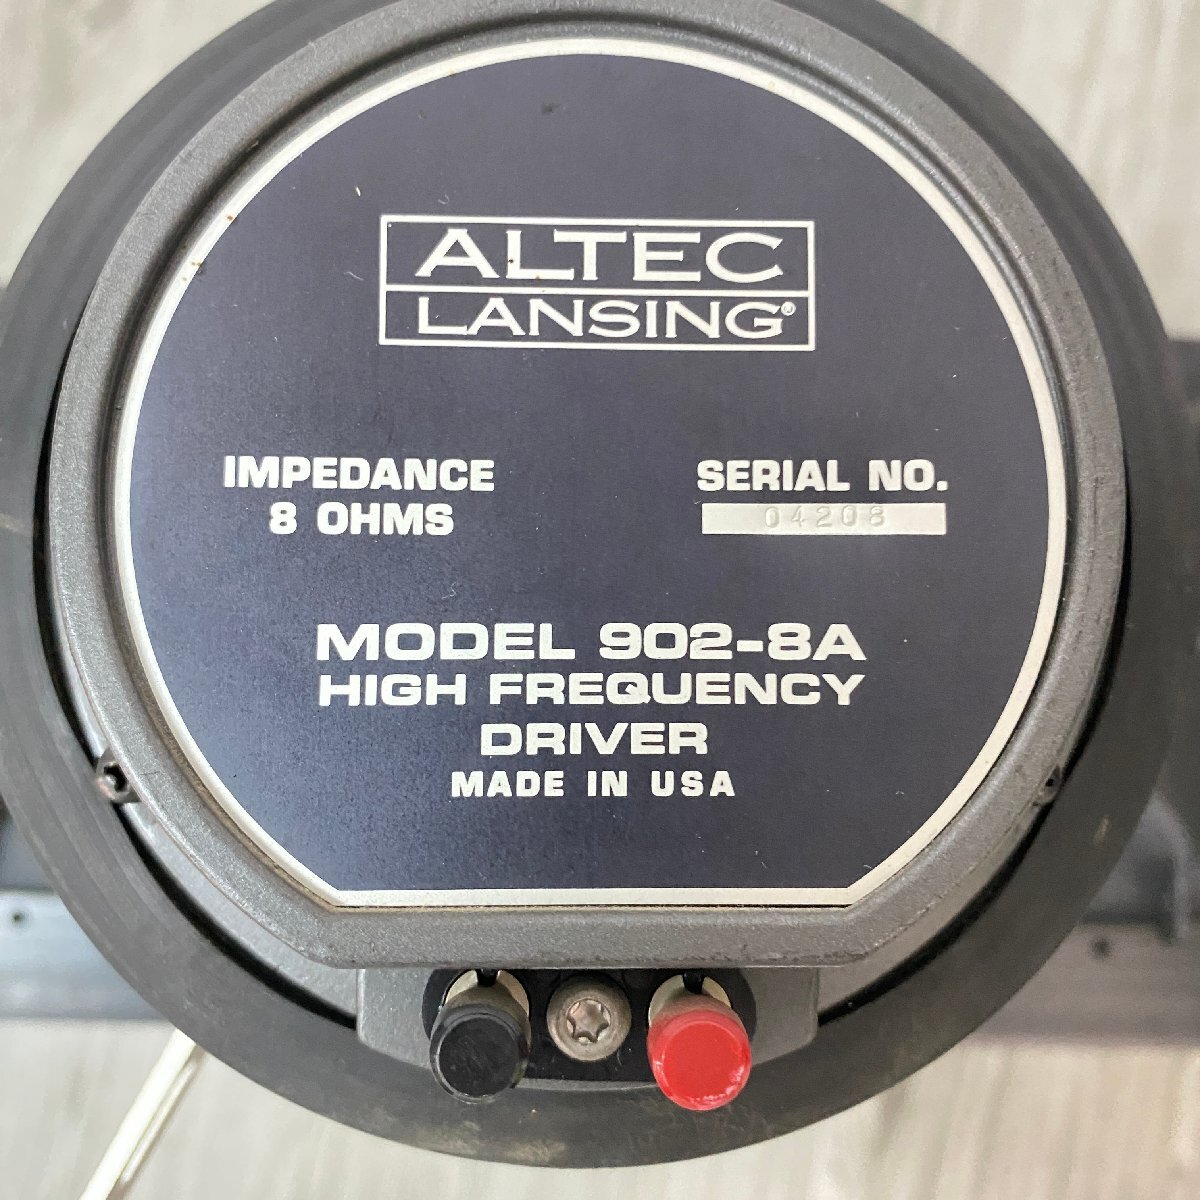 ALTEC
LANSING®
IMPEDANCE
8 OHMS
SERIAL NO.
04208
MODEL 902-8A
HIGH FREQUENCY
DRIVER
MADE IN USA